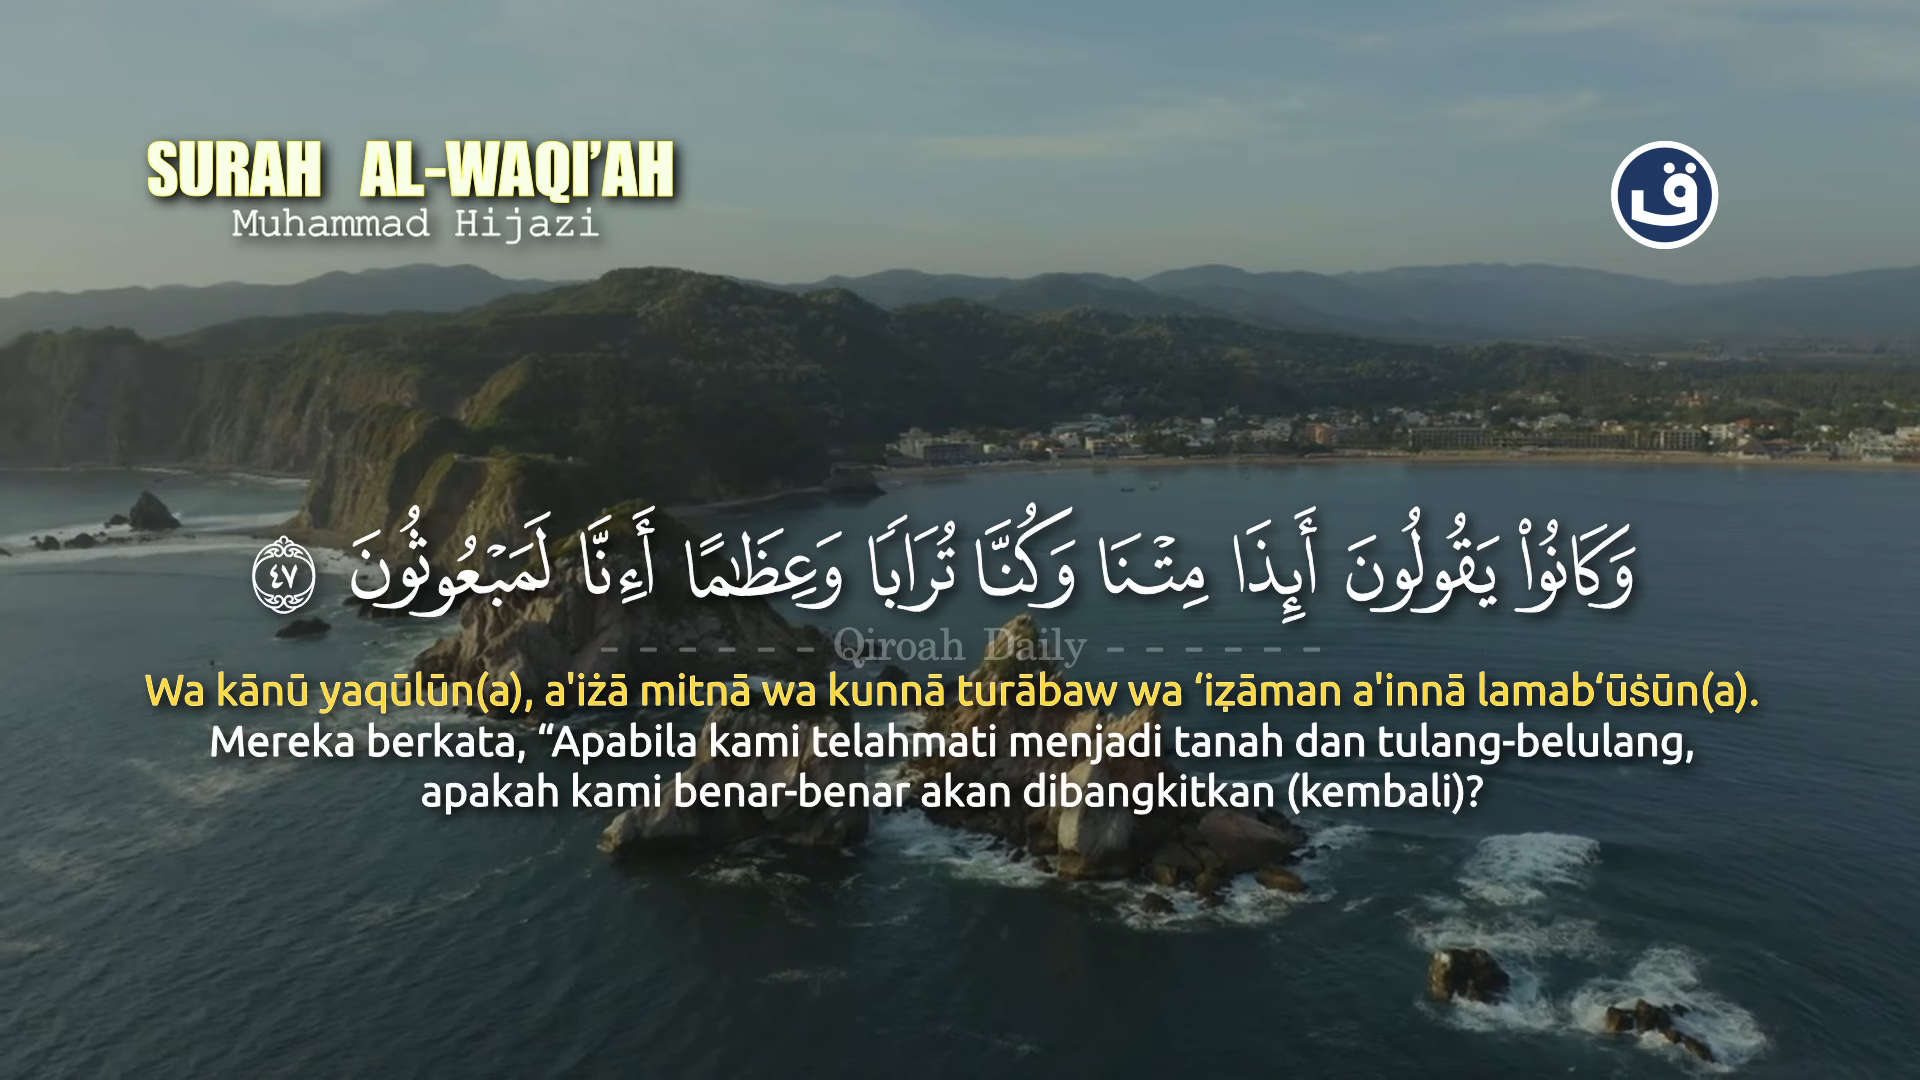 SURAH AL-WAQI’AH
Muhammad Hijazi
ق
وَكَانُوا۟ يَقُولُونَ أَىِٕذَا مِتْنَا وَكُنَّا تُرَابًا وَعِظَٰمًا أَءِنَّا لَمَبْعُوثُونَ ٤٧
- - - - - - Qiroah Daily - - - - - -
Wa kānū yaqūlūn(a), a'iżā mitnā wa kunnā turābaw wa ‘iẓāman a'innā lamab‘ūṡūn(a).
Mereka berkata, “Apabila kami telahmati menjadi tanah dan tulang-belulang,
apakah kami benar-benar akan dibangkitkan (kembali)?